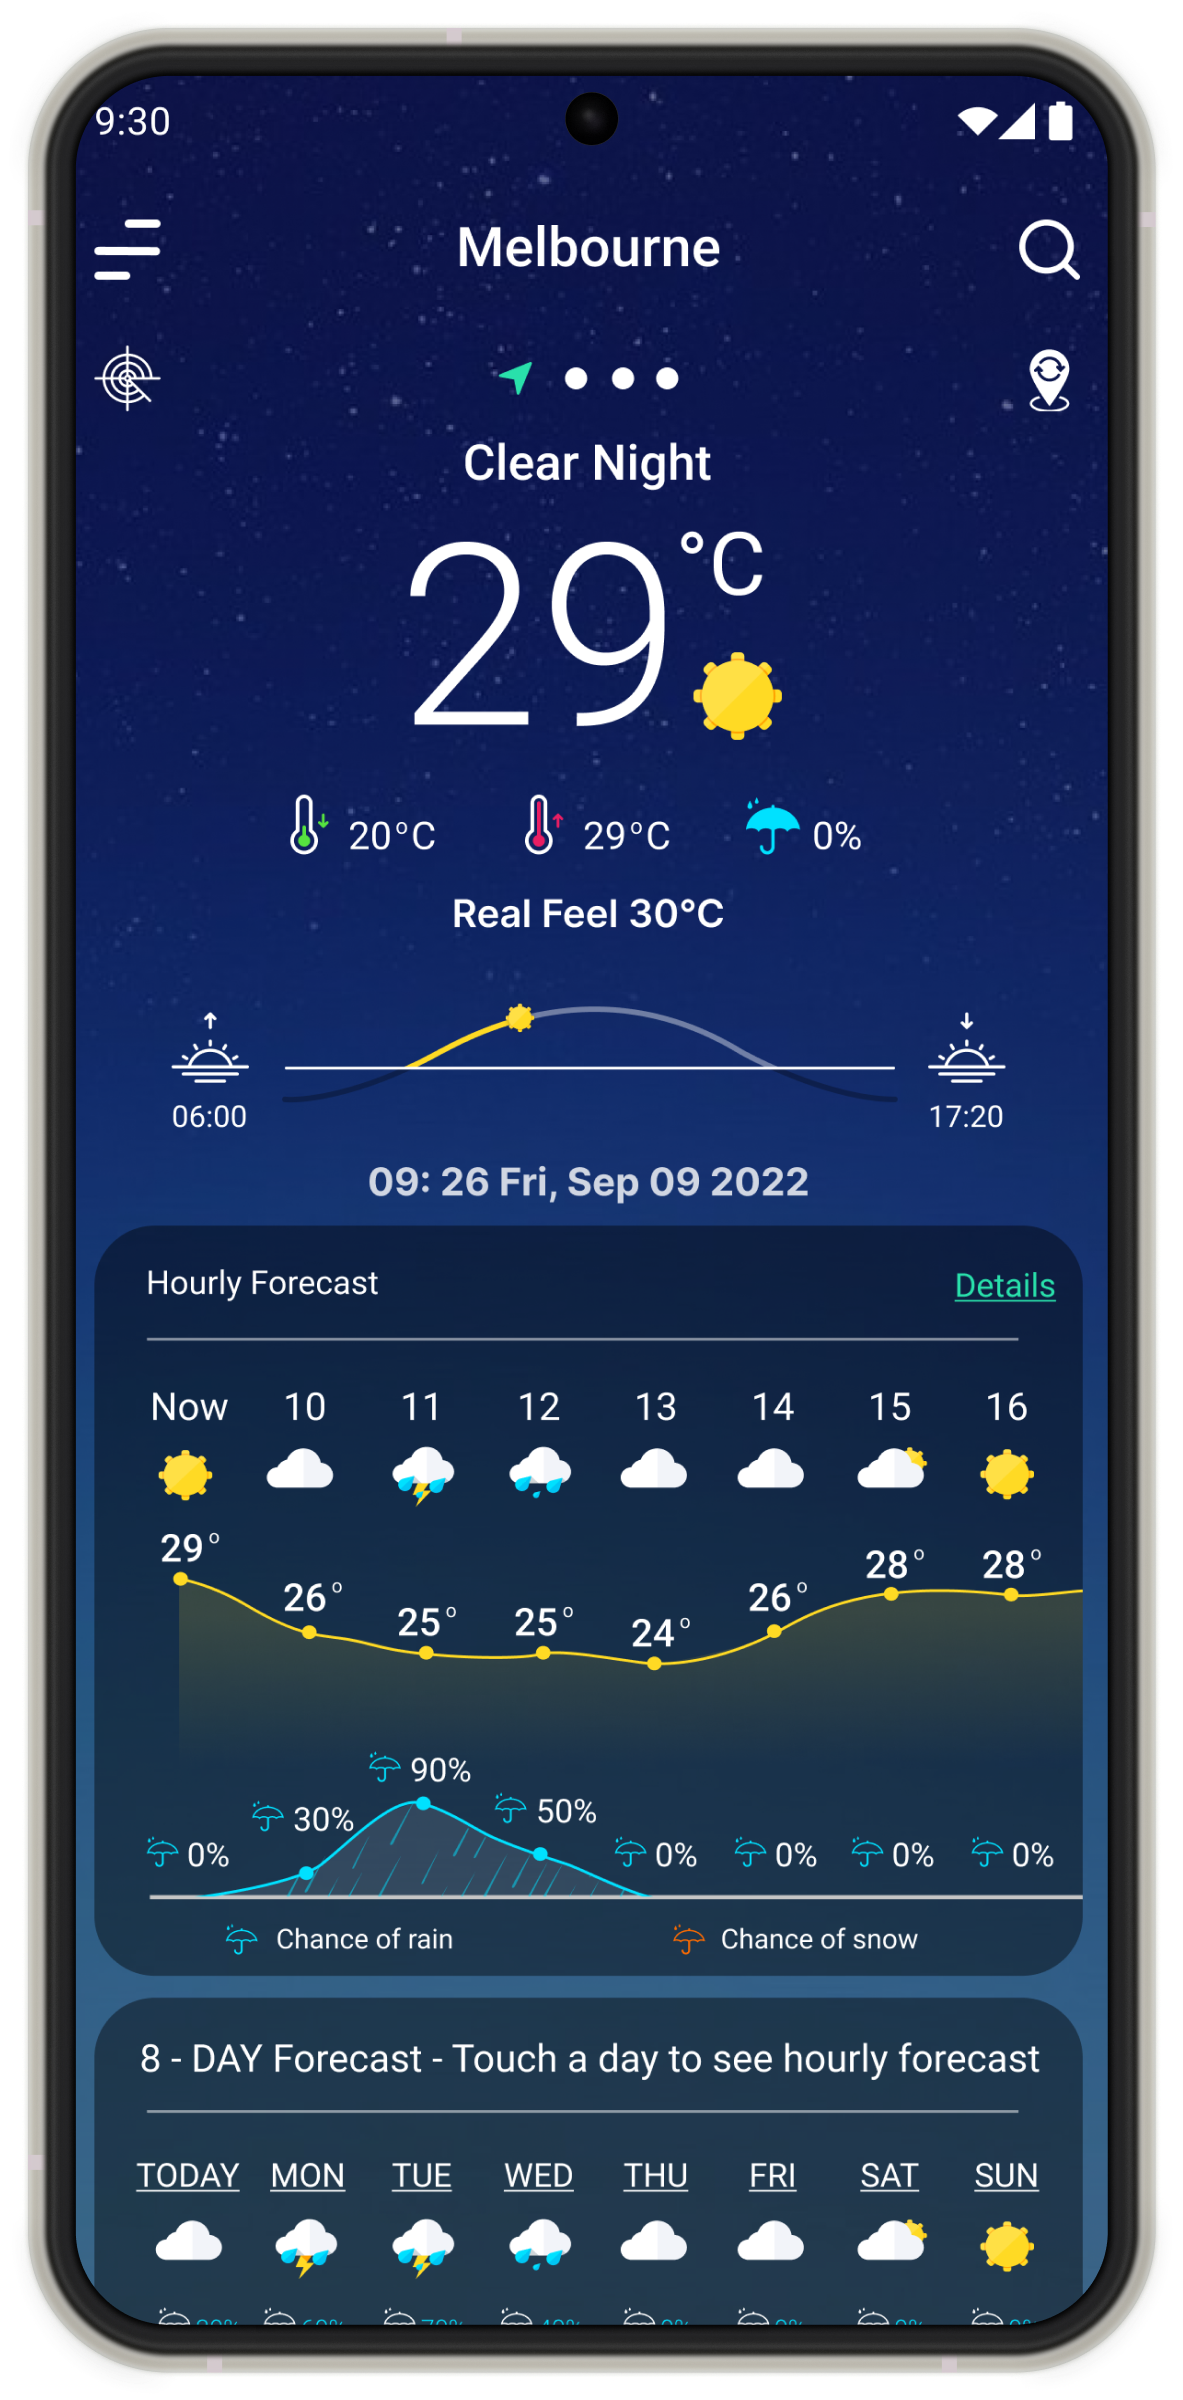 9:30
Melbourne
Clear Night
29°C
20°C 29°C 0%
Real Feel 30°C
06:00 17:20
09: 26 Fri, Sep 09 2022
Hourly Forecast Details
Now 10 11 12 13 14 15 16
29° 26° 25° 25° 24° 26° 28° 28°
0% 30% 90% 50% 0% 0% 0% 0%
Chance of rain Chance of snow
8 - DAY Forecast - Touch a day to see hourly forecast
TODAY MON TUE WED THU FRI SAT SUN